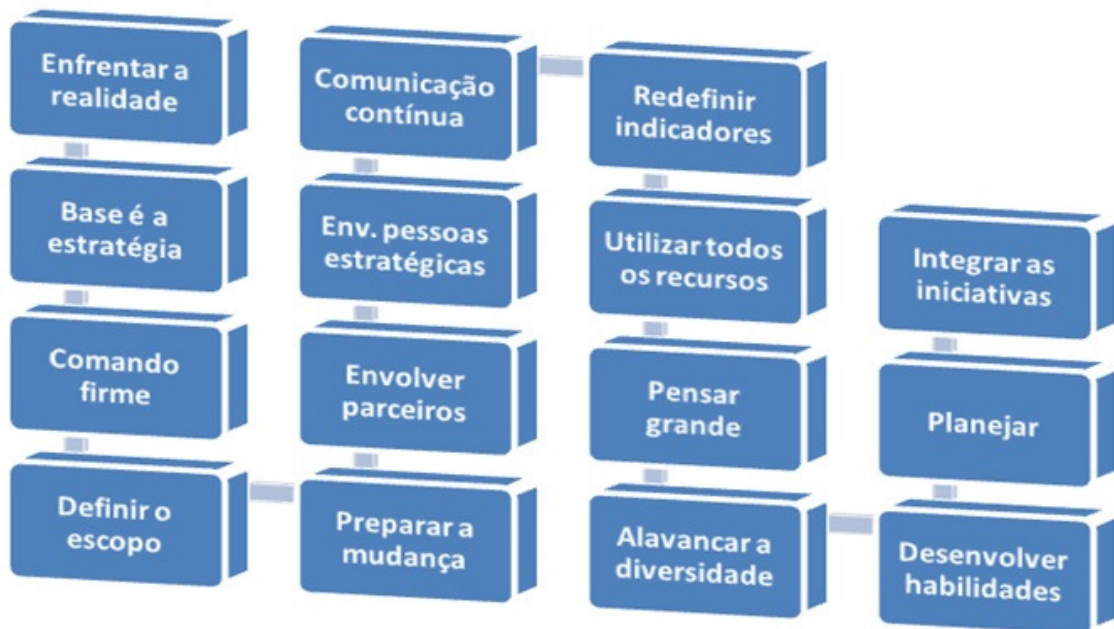 Enfrentar a
realidade
Base é a
estratégia
Comando
firme
Definir o
escopo
Preparar a
mudança
Envolver
parceiros
Env. pessoas
estratégicas
Comunicação
contínua
Redefinir
indicadores
Utilizar todos
os recursos
Pensar
grande
Alavancar a
diversidade
Desenvolver
habilidades
Planejar
Integrar as
iniciativas